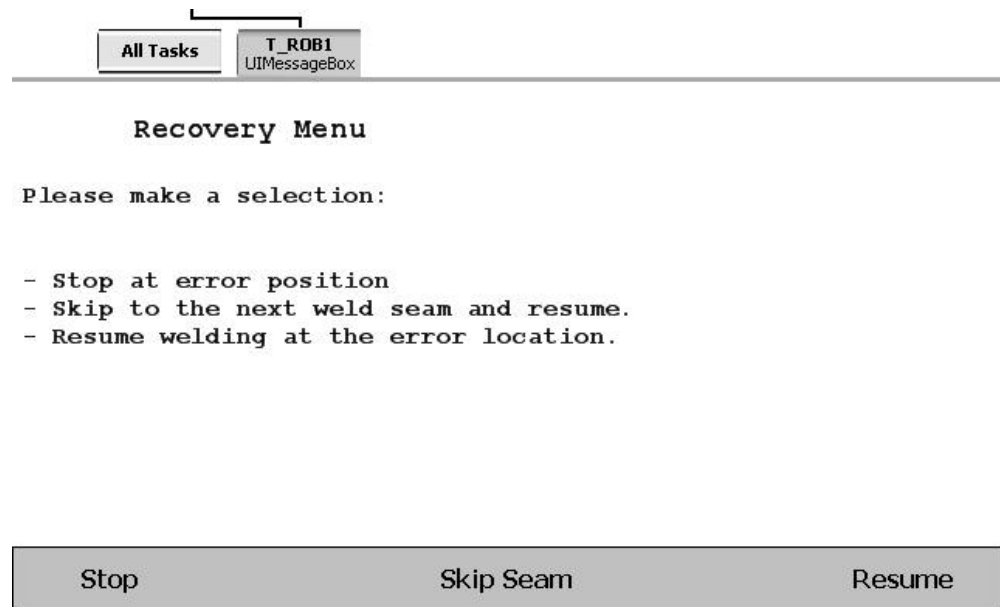 All Tasks
T_ROB1
UIMessageBox
Recovery Menu
Please make a selection:
- Stop at error position
- Skip to the next weld seam and resume.
- Resume welding at the error location.
Stop
Skip Seam
Resume